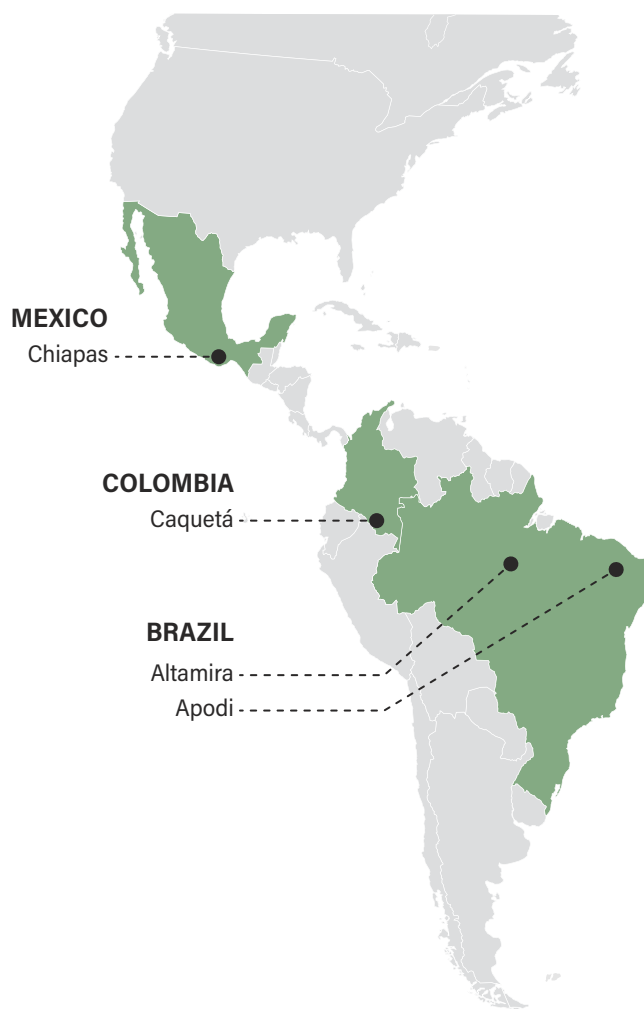 MEXICO
Chiapas
COLOMBIA
Caquetá
BRAZIL
Altamira
Apodi